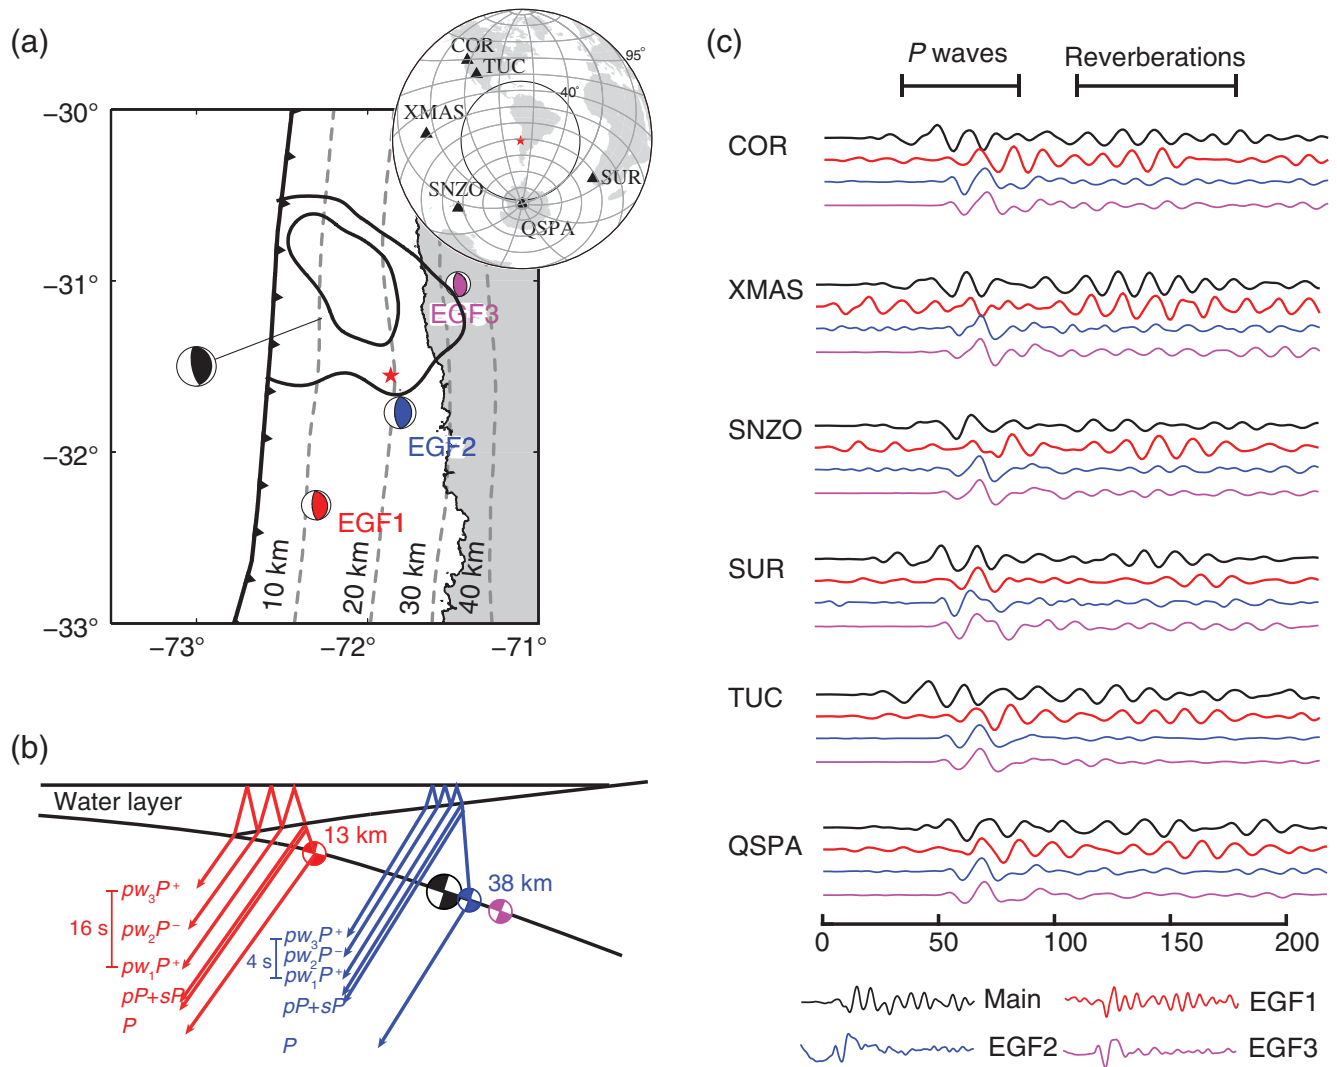 (a)
COR
TUC
95°
40°
XMAS
SNZO
SUR
QSPA
−30°
−31°
−32°
−33°
EGF3
EGF2
EGF1
10 km
20 km
30 km
40 km
−73°
−72°
−71°
(b)
Water layer
13 km
38 km
pw3P+
16 s
pw2P−
pw1P+
pP+sP
P
pw3P+
4 s
pw2P−
pw1P+
pP+sP
P
(c)
P waves
Reverberations
COR
XMAS
SNZO
SUR
TUC
QSPA
0
50
100
150
200
Main
EGF1
EGF2
EGF3